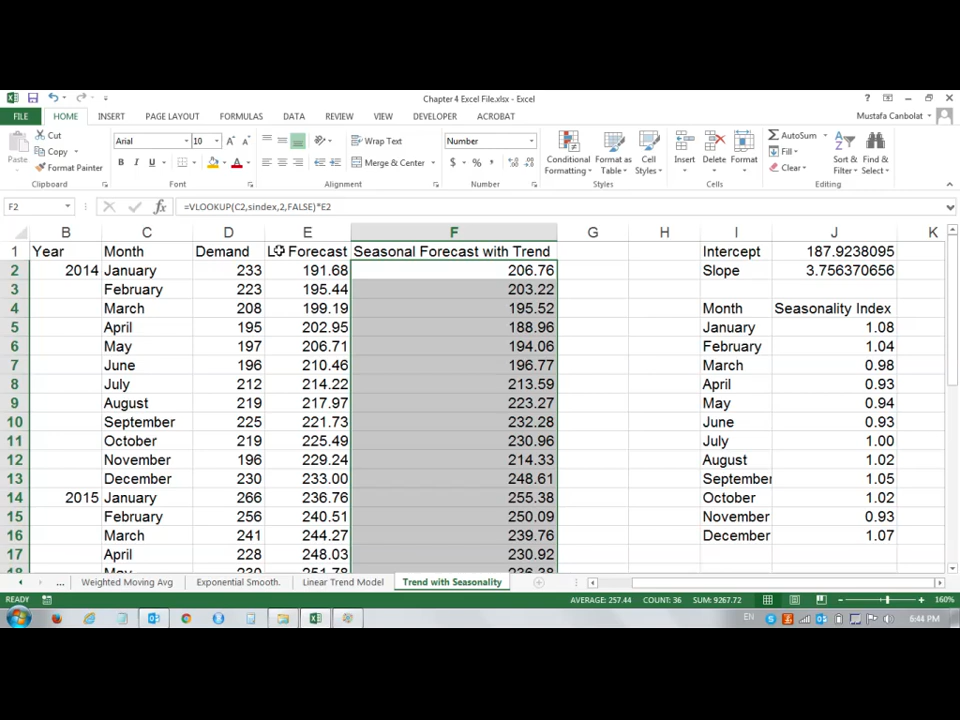 Chapter 4 Excel File.xlsx - Excel
FILE HOME INSERT PAGE LAYOUT FORMULAS DATA REVIEW VIEW DEVELOPER ACROBAT Mustafa Canbolat
Paste Cut Copy Format Painter
Arial 10
B I U
Wrap Text
Merge & Center
Number
$ % ,
Conditional Formatting Format as Table Cell Styles
Insert Delete Format
AutoSum Fill Clear
Sort & Filter Find & Select
Clipboard Font Alignment Number Styles Cells Editing
F2 fx =VLOOKUP(C2,sindex,2,FALSE)*E2
B C D E F G H I J K
1 Year Month Demand Forecast Seasonal Forecast with Trend Intercept 187.9238095
2 2014 January 233 191.68 206.76 Slope 3.756370656
3 February 223 195.44 203.22
4 March 208 199.19 195.52 Month Seasonality Index
5 April 195 202.95 188.96 January 1.08
6 May 197 206.71 194.06 February 1.04
7 June 196 210.46 196.77 March 0.98
8 July 212 214.22 213.59 April 0.93
9 August 219 217.97 223.27 May 0.94
10 September 225 221.73 232.28 June 0.93
11 October 219 225.49 230.96 July 1.00
12 November 196 229.24 214.33 August 1.02
13 December 230 233.00 248.61 September 1.05
14 2015 January 266 236.76 255.38 October 1.02
15 February 256 240.51 250.09 November 0.93
16 March 241 244.27 239.76 December 1.07
17 April 228 248.03 230.92
18 May 230 251.78 236.38
... Weighted Moving Avg Exponential Smooth. Linear Trend Model Trend with Seasonality
READY AVERAGE: 257.44 COUNT: 36 SUM: 9267.72 160%
EN 6:44 PM